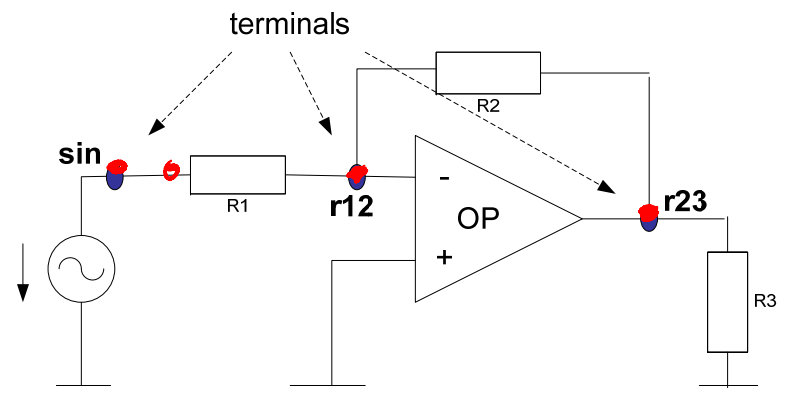 terminals
R2
sin
R1
r12
-
OP
+
r23
R3